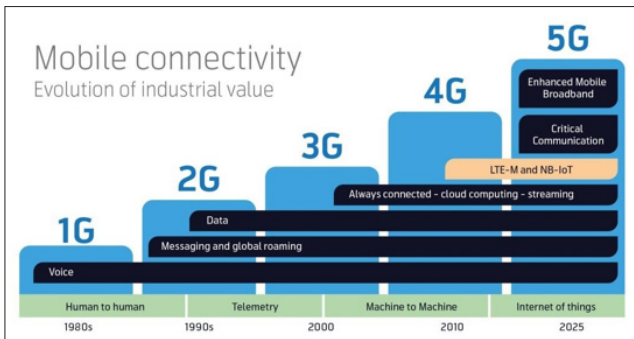 Mobile connectivity
Evolution of industrial value
1G
2G
3G
4G
5G
Enhanced Mobile
Broadband
Critical
Communication
LTE-M and NB-IoT
Always connected - cloud computing - streaming
Data
Messaging and global roaming
Voice
Human to human
Telemetry
Machine to Machine
Internet of things
1980s
1990s
2000
2010
2025